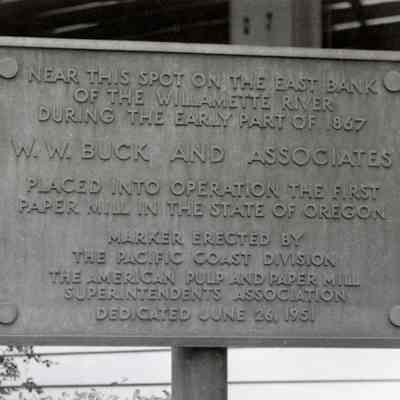 NEAR THIS SPOT ON THE EAST BANK
OF THE WILLAMETTE RIVER
DURING THE EARLY PART OF 1867
W. W. BUCK AND ASSOCIATES
PLACED INTO OPERATION THE FIRST
PAPER MILL IN THE STATE OF OREGON
MARKER ERECTED BY
THE PACIFIC COAST DIVISION
THE AMERICAN PULP AND PAPER MILL
SUPERINTENDENTS ASSOCIATION
DEDICATED JUNE 26, 1951